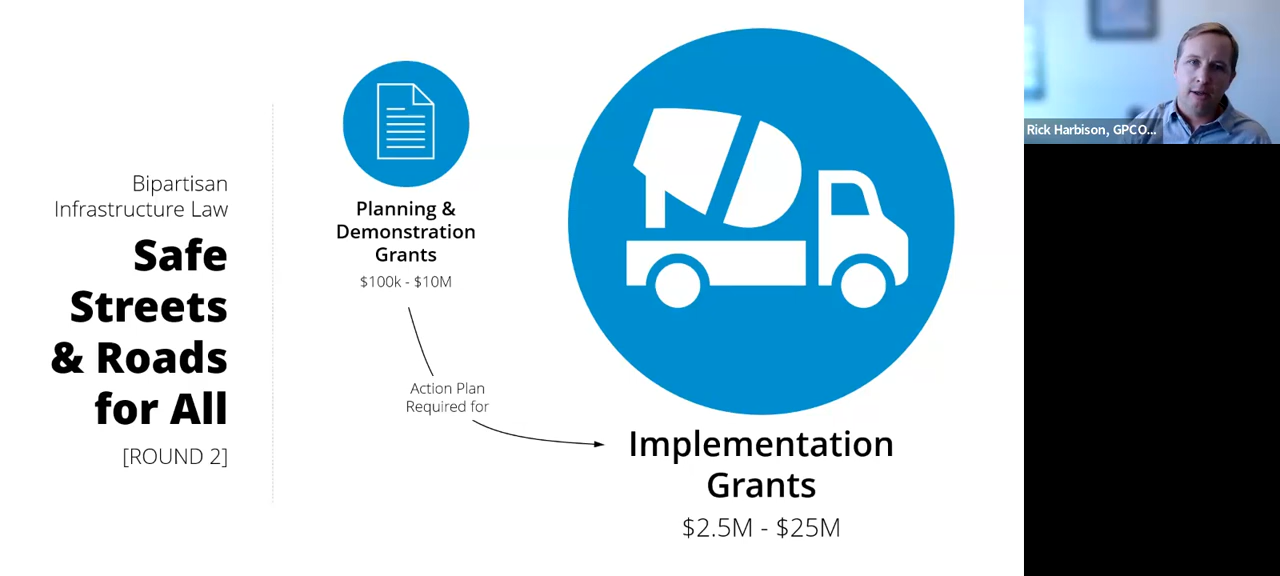 Bipartisan
Infrastructure Law
Safe
Streets
& Roads
for All
[ROUND 2]
Planning &
Demonstration
Grants
$100k - $10M
Action Plan
Required for
Implementation
Grants
$2.5M - $25M
Rick Harbison, GPCO...